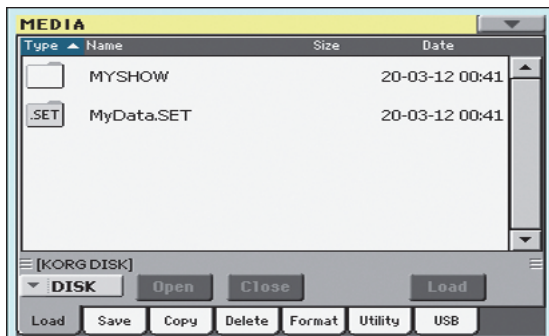 MEDIA
Type Name Size Date
MYSHOW 20-03-12 00:41
.SET MyData.SET 20-03-12 00:41
[KORG DISK]
DISK Open Close Load
Load Save Copy Delete Format Utility USB